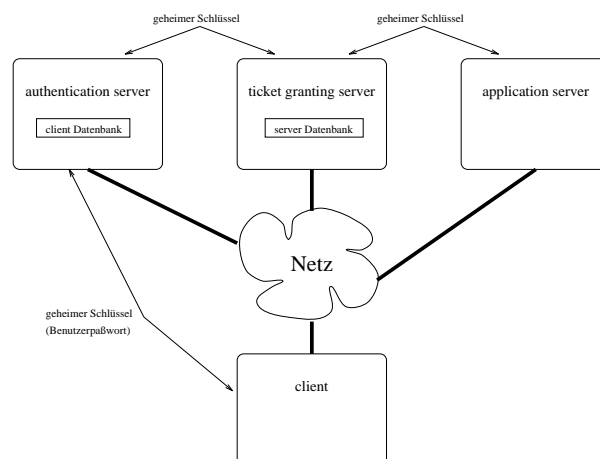 geheimer Schlüssel
geheimer Schlüssel
authentication server
ticket granting server
application server
client Datenbank
server Datenbank
Netz
geheimer Schlüssel
(Benutzerpaßwort)
client